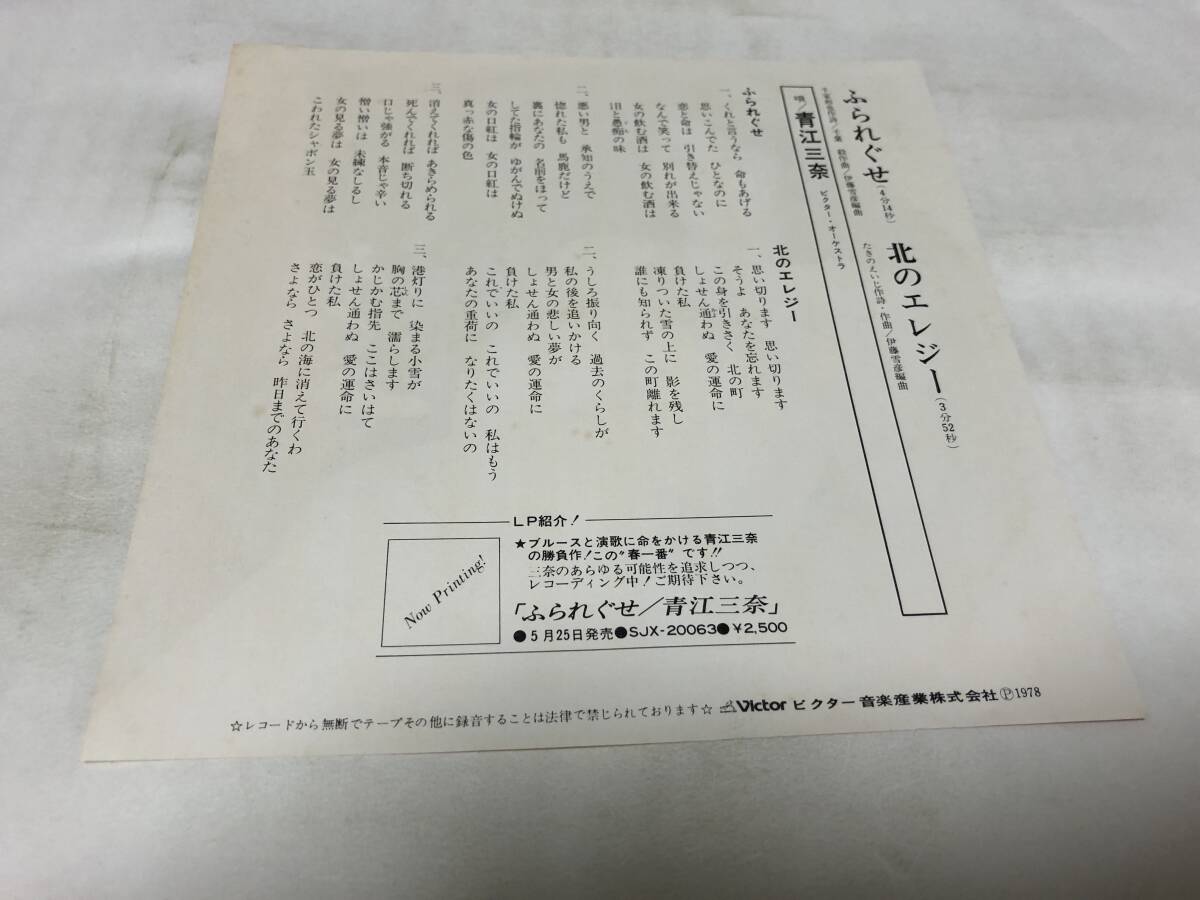 ふられぐせ(4分14秒)
千家和也作詩/千葉 毅作曲/伊藤雪彦編曲
北のエレジー(3分52秒)
たきのえいじ作詩・作曲/伊藤雪彦編曲
唄/青江三奈 ビクター・オーケストラ
ふられぐせ
一、くれと言うなら 命もあげる
思いこんでた ひとなのに
恋と命は 引き替えじゃない
なんで笑って 別れが出来る
女の飲む酒は 女の飲む酒は
泪と愚痴の味
二、悪い男と 承知のうえで
惚れた私も 馬鹿だけど
裏にあなたの 名前をほって
してた指輪が ゆがんでぬけぬ
女の口紅は 女の口紅は
真っ赤な傷の色
三、消えてくれれば あきらめられる
死んでくれれば 断ち切れる
口じゃ強がる 本音じゃ辛い
憎い憎いは 未練なしるし
女の見る夢は 女の見る夢は
こわれたシャボン玉
北のエレジー
一、思い切ります 思い切ります
そうよ あなたを忘れます
この身を引きさく 北の町
しょせん通わぬ 愛の運命に
負けた私
凍りついた雪の上に 影を残し
誰にも知られず この町離れます
二、うしろ振り向く 過去のくらしが
私の後を追いかける
男と女の悲しい夢が
しょせん通わぬ 愛の運命に
負けた私
これでいいの これでいいの 私はもう
あなたの重荷に なりたくはないの
三、港灯りに 染まる小雪が
胸の芯まで 濡らします
かじかむ指先 ここはさいはて
しょせん通わぬ 愛の運命に
負けた私
恋がひとつ 北の海に消えて行くわ
さよなら さよなら 昨日までのあなた
LP紹介!
Now Printing!
★ブルースと演歌に命をかける青江三奈
の勝負作!この“春一番”です!!
三奈のあらゆる可能性を追求しつつ、
レコーディング中!ご期待下さい。
「ふられぐせ/青江三奈」
●5月25日発売●SJX-20063●¥2,500
☆レコードから無断でテープその他に録音することは法律で禁じられております☆ Victor ビクター音楽産業株式会社Ⓟ1978